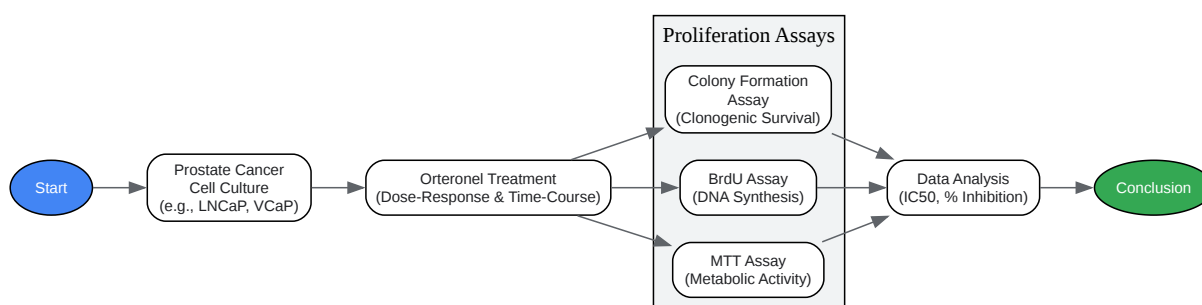 Start
Prostate Cancer
Cell Culture
(e.g., LNCaP, VCaP)
Orteronel Treatment
(Dose-Response & Time-Course)
Proliferation Assays
Colony Formation
Assay
(Clonogenic Survival)
BrdU Assay
(DNA Synthesis)
MTT Assay
(Metabolic Activity)
Data Analysis
(IC50, % Inhibition)
Conclusion